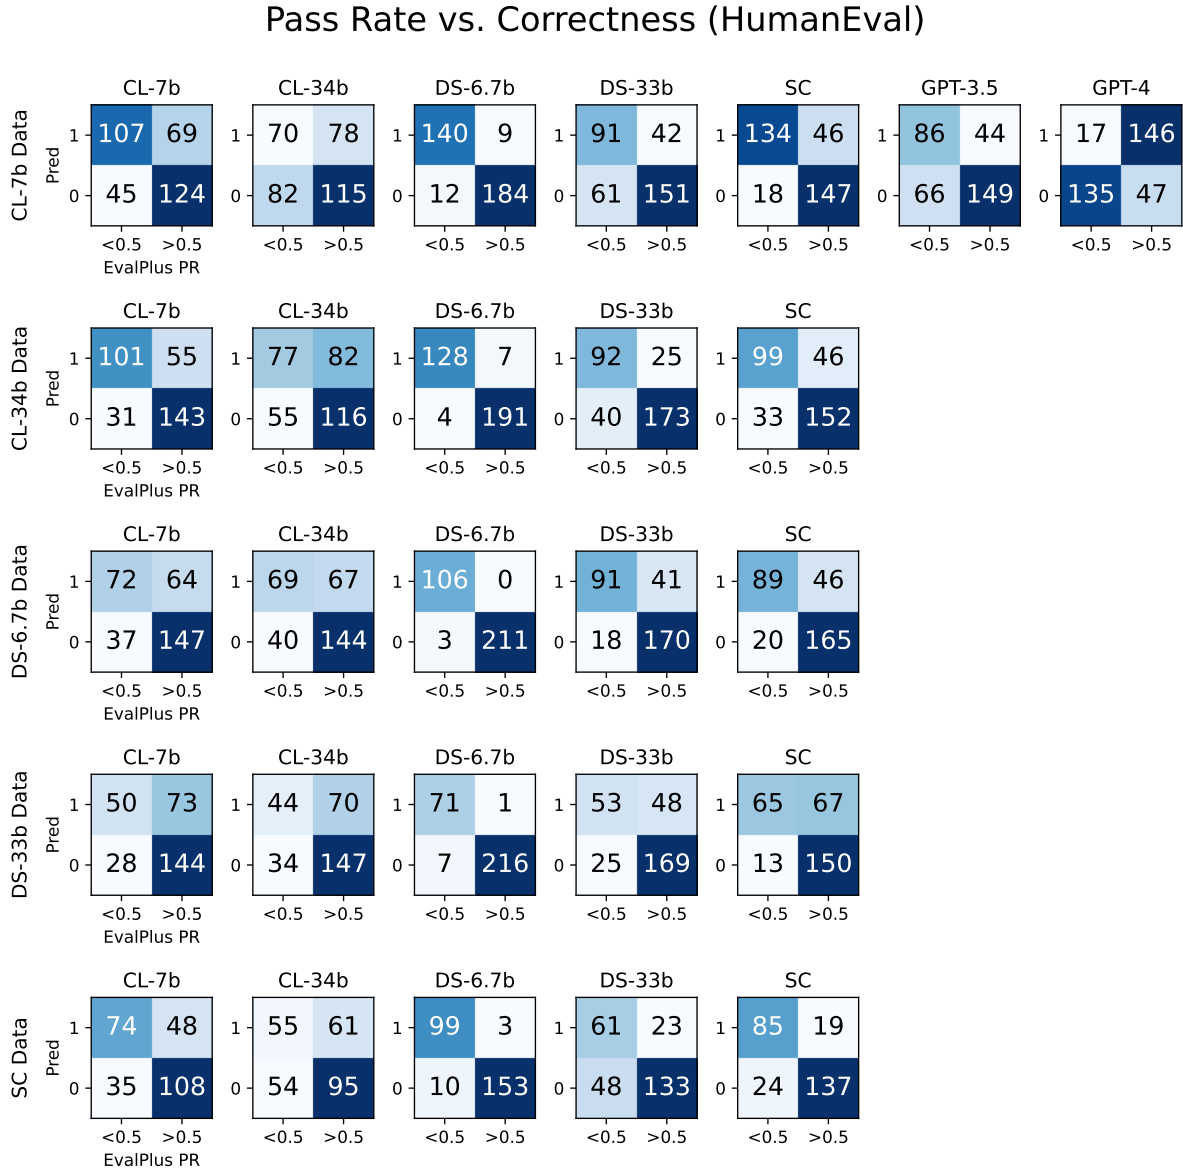 Pass Rate vs. Correctness (HumanEval)
CL-7b CL-34b DS-6.7b DS-33b SC GPT-3.5 GPT-4
CL-7b Data
Pred
1 107 69 1 70 78 1 140 9 1 91 42 1 134 46 1 86 44 1 17 146
0 45 124 0 82 115 0 12 184 0 61 151 0 18 147 0 66 149 0 135 47
<0.5 >0.5 <0.5 >0.5 <0.5 >0.5 <0.5 >0.5 <0.5 >0.5 <0.5 >0.5 <0.5 >0.5
EvalPlus PR
CL-7b CL-34b DS-6.7b DS-33b SC
CL-34b Data
Pred
1 101 55 1 77 82 1 128 7 1 92 25 1 99 46
0 31 143 0 55 116 0 4 191 0 40 173 0 33 152
<0.5 >0.5 <0.5 >0.5 <0.5 >0.5 <0.5 >0.5 <0.5 >0.5
EvalPlus PR
CL-7b CL-34b DS-6.7b DS-33b SC
DS-6.7b Data
Pred
1 72 64 1 69 67 1 106 0 1 91 41 1 89 46
0 37 147 0 40 144 0 3 211 0 18 170 0 20 165
<0.5 >0.5 <0.5 >0.5 <0.5 >0.5 <0.5 >0.5 <0.5 >0.5
EvalPlus PR
CL-7b CL-34b DS-6.7b DS-33b SC
DS-33b Data
Pred
1 50 73 1 44 70 1 71 1 1 53 48 1 65 67
0 28 144 0 34 147 0 7 216 0 25 169 0 13 150
<0.5 >0.5 <0.5 >0.5 <0.5 >0.5 <0.5 >0.5 <0.5 >0.5
EvalPlus PR
CL-7b CL-34b DS-6.7b DS-33b SC
SC Data
Pred
1 74 48 1 55 61 1 99 3 1 61 23 1 85 19
0 35 108 0 54 95 0 10 153 0 48 133 0 24 137
<0.5 >0.5 <0.5 >0.5 <0.5 >0.5 <0.5 >0.5 <0.5 >0.5
EvalPlus PR